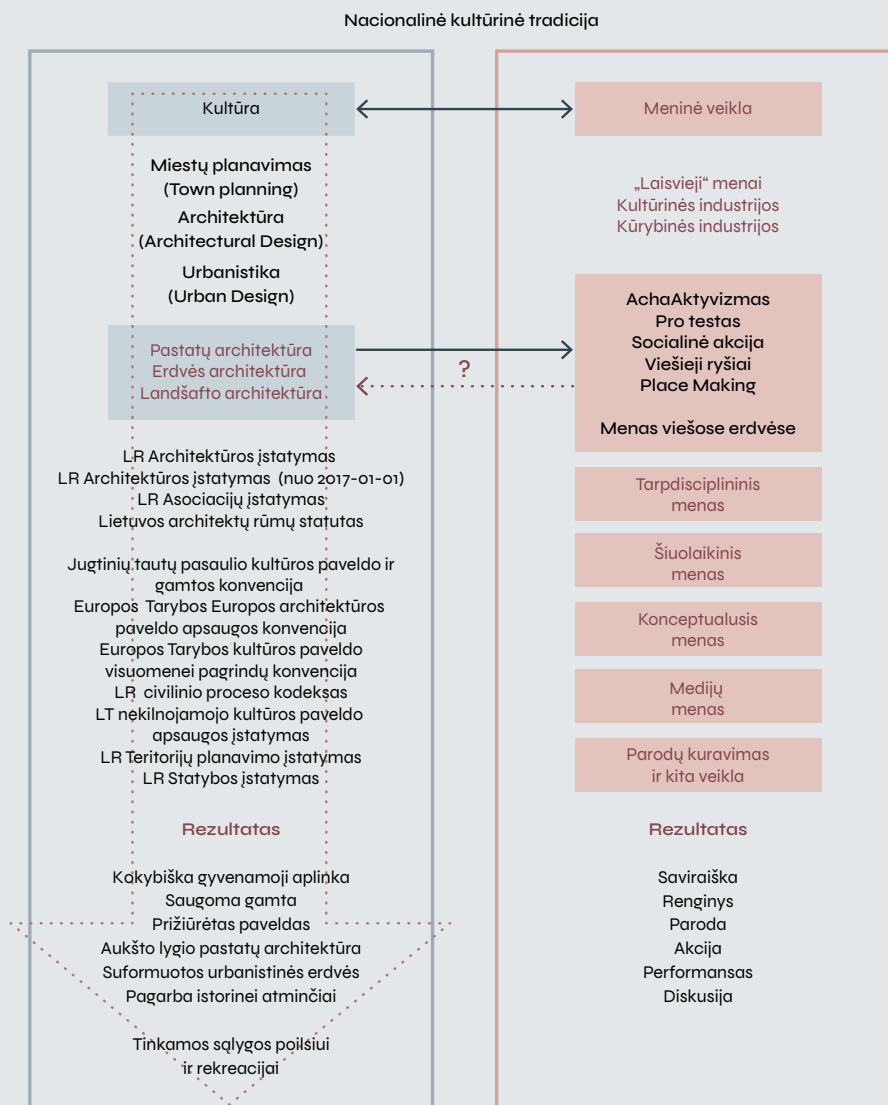 Nacionalinė kultūrinė tradicija
Kultūra
Miestų planavimas
(Town planning)
Architektūra
(Architectural Design)
Urbanistika
(Urban Design)
Pastatų architektūra
Erdvės architektūra
Landšafto architektūra
LR Architektūros įstatymas
LR Architektūros įstatymas (nuo 2017-01-01)
LR Asociacijų įstatymas
Lietuvos architektų rūmų statutas
Jugtinių tautų pasaulio kultūros paveldo ir
gamtos konvencija
Europos Tarybos Europos architektūros
paveldo apsaugos konvencija
Europos Tarybos kultūros paveldo
visuomenei pagrindų konvencija
LR civilinio proceso kodeksas
LT nekilnojamojo kultūros paveldo
apsaugos įstatymas
LR Teritorijų planavimo įstatymas
LR Statybos įstatymas
Rezultatas
Kokybiška gyvenamoji aplinka
Saugoma gamta
Prižiūrėtas paveldas
Aukšto lygio pastatų architektūra
Suformuotos urbanistinės erdvės
Pagarba istorinei atminčiai
Tinkamos sąlygos poilsiui
ir rekreacijai
?
Meninė veikla
„Laisvieji“ menai
Kultūrinės industrijos
Kūrybinės industrijos
AchaAktyvizmas
Pro testas
Socialinė akcija
Viešieji ryšiai
Place Making
Menas viešose erdvėse
Tarpdisciplininis
menas
Šiuolaikinis
menas
Konceptualusis
menas
Medijų
menas
Parodų kuravimas
ir kita veikla
Rezultatas
Saviraiška
Renginys
Paroda
Akcija
Performansas
Diskusija